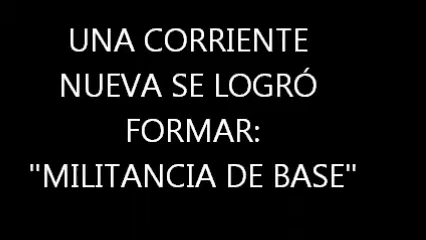 UNA CORRIENTE
NUEVA SE LOGRÓ
FORMAR:
"MILITANCIA DE BASE"